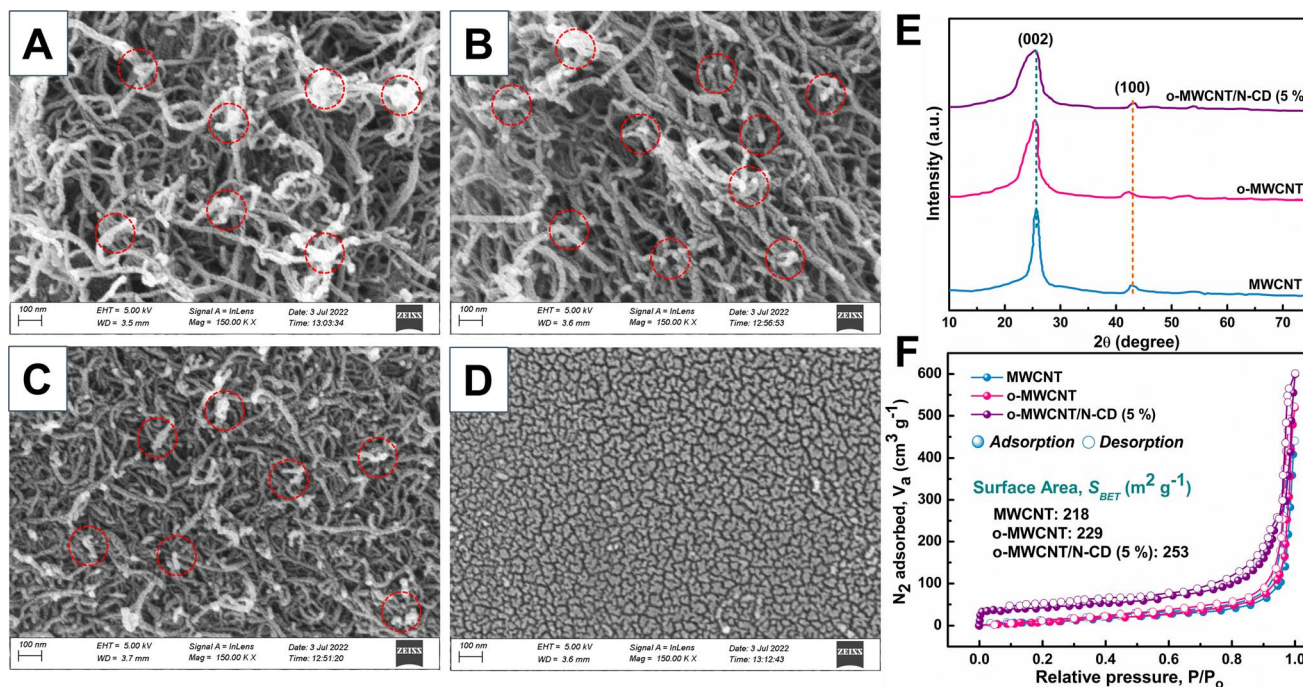 A
100 nm
EHT = 5.00 kV
WD = 3.5 mm
Signal A = InLens
Mag = 150.00 K X
Date: 3 Jul 2022
Time: 13:03:34
ZEISS
B
100 nm
EHT = 5.00 kV
WD = 3.6 mm
Signal A = InLens
Mag = 150.00 K X
Date: 3 Jul 2022
Time: 12:56:53
ZEISS
C
100 nm
EHT = 5.00 kV
WD = 3.7 mm
Signal A = InLens
Mag = 150.00 K X
Date: 3 Jul 2022
Time: 12:51:20
ZEISS
D
100 nm
EHT = 5.00 kV
WD = 3.6 mm
Signal A = InLens
Mag = 150.00 K X
Date: 3 Jul 2022
Time: 13:12:43
ZEISS
E
(002)
(100)
o-MWCNT/N-CD (5 %
o-MWCNT
MWCNT
Intensity (a.u.)
10 20 30 40 50 60 70
2θ (degree)
F
600
500
400
300
200
100
0
N2 adsorbed, Va (cm3 g-1)
MWCNT
o-MWCNT
o-MWCNT/N-CD (5 %)
Adsorption Desorption
Surface Area, SBET (m2 g-1)
MWCNT: 218
o-MWCNT: 229
o-MWCNT/N-CD (5 %): 253
0.0 0.2 0.4 0.6 0.8 1.0
Relative pressure, P/Po